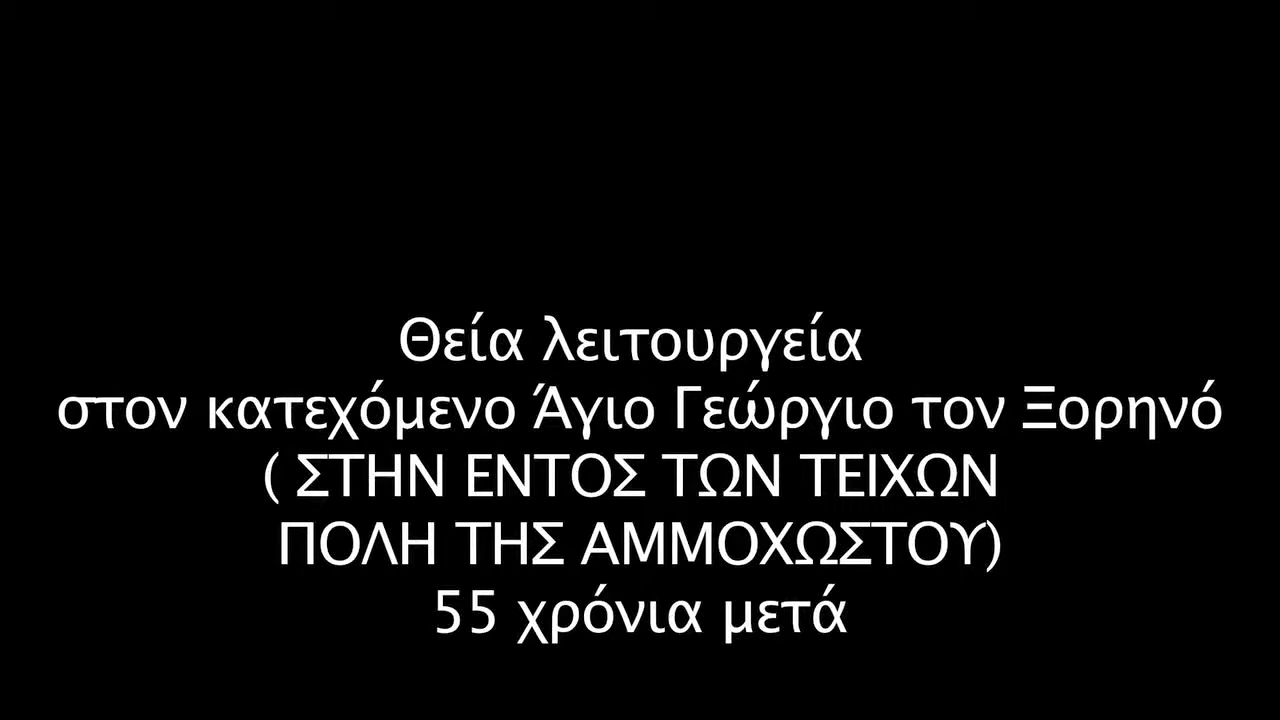 Θεία λειτουργεία
στον κατεχόμενο Άγιο Γεώργιο τον Ξορηνό
( ΣΤΗΝ ΕΝΤΟΣ ΤΩΝ ΤΕΙΧΩΝ
ΠΟΛΗ ΤΗΣ ΑΜΜΟΧΩΣΤΟΥ)
55 χρόνια μετά